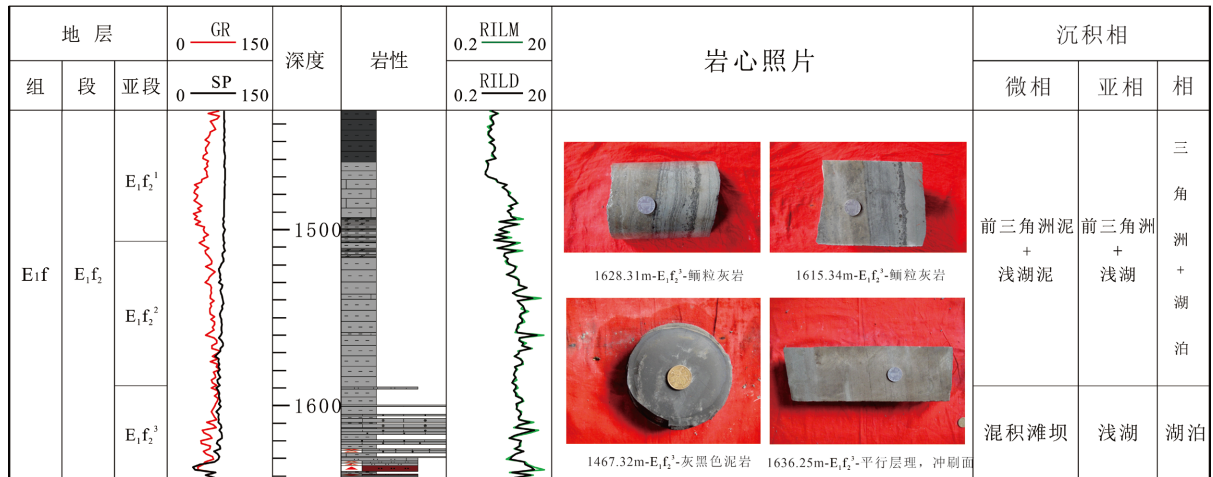 地 层
GR
0 150
深度
岩性
RILM
0.2 20
岩心照片
沉积相
组
段
亚段
SP
0 150
RILD
0.2 20
微相
亚相
相
E₁f
E₁f₂
E₁f₂¹
E₁f₂²
E₁f₂³
1500
1600
1628.31m-E₁f₂³-鲕粒灰岩
1615.34m-E₁f₂³-鲕粒灰岩
1467.32m-E₁f₂³-灰黑色泥岩
1636.25m-E₁f₂³-平行层理，冲刷面
前三角洲泥
+
浅湖泥
前三角洲
+
浅湖
三
角
洲
+
湖
泊
混积滩坝
浅湖
湖泊